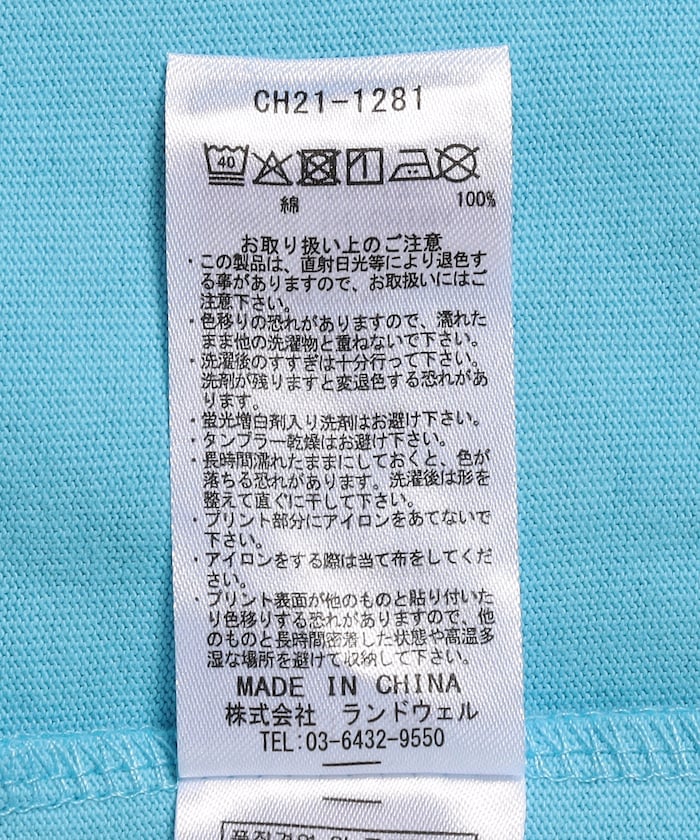 CH21-1281
40
綿 100%
お取り扱い上のご注意
・この製品は、直射日光等により退色す
る事がありますので、お取扱いにはご
注意下さい。
・色移りの恐れがありますので、濡れた
まま他の洗濯物と重ねないで下さい。
・洗濯後のすすぎは十分行って下さい。
洗剤が残りますと変退色する恐れがあ
ります。
・蛍光増白剤入り洗剤はお避け下さい。
・タンブラー乾燥はお避け下さい。
・長時間濡れたままにしておくと、色が
落ちる恐れがあります。洗濯後は形を
整えて直ぐに干して下さい。
・プリント部分にアイロンをあてないで
下さい。
・アイロンをする際は当て布をしてくだ
さい。
・プリント表面が他のものと貼り付いた
り色移りする恐れがありますので、他
のものと長時間密着した状態や高温多
湿な場所を避けて収納して下さい。
MADE IN CHINA
株式会社 ランドウェル
TEL:03-6432-9550